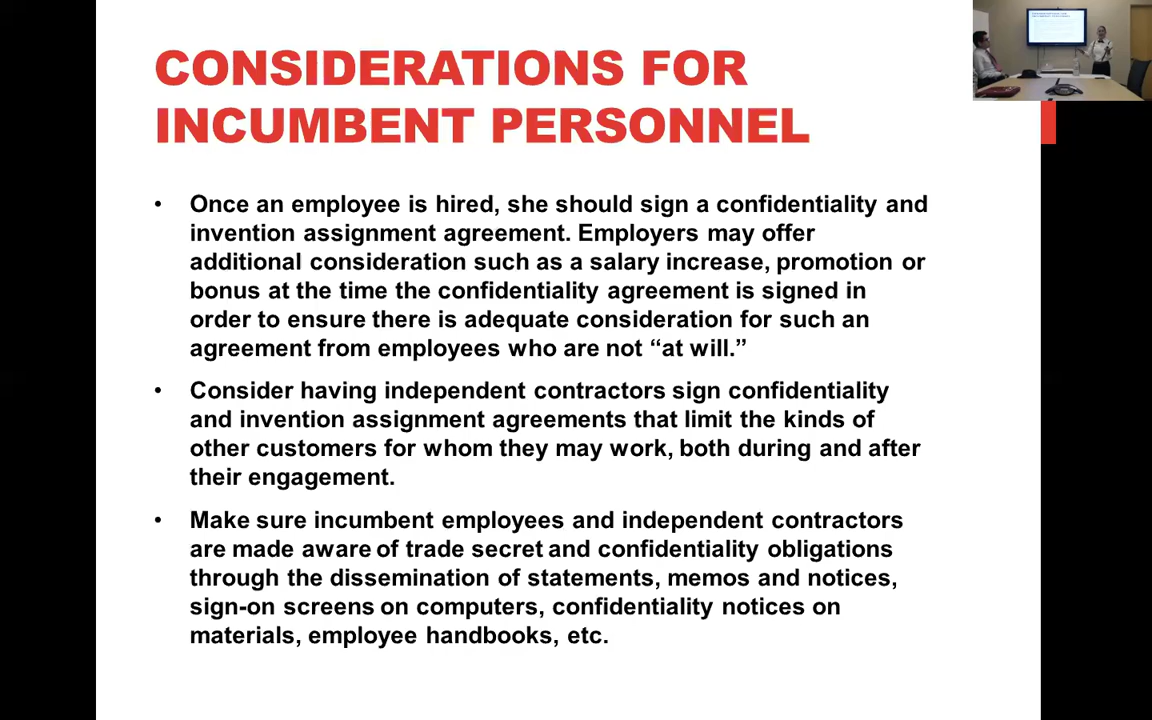 CONSIDERATIONS FOR
INCUMBENT PERSONNEL
• Once an employee is hired, she should sign a confidentiality and
invention assignment agreement. Employers may offer
additional consideration such as a salary increase, promotion or
bonus at the time the confidentiality agreement is signed in
order to ensure there is adequate consideration for such an
agreement from employees who are not “at will.”
• Consider having independent contractors sign confidentiality
and invention assignment agreements that limit the kinds of
other customers for whom they may work, both during and after
their engagement.
• Make sure incumbent employees and independent contractors
are made aware of trade secret and confidentiality obligations
through the dissemination of statements, memos and notices,
sign-on screens on computers, confidentiality notices on
materials, employee handbooks, etc.